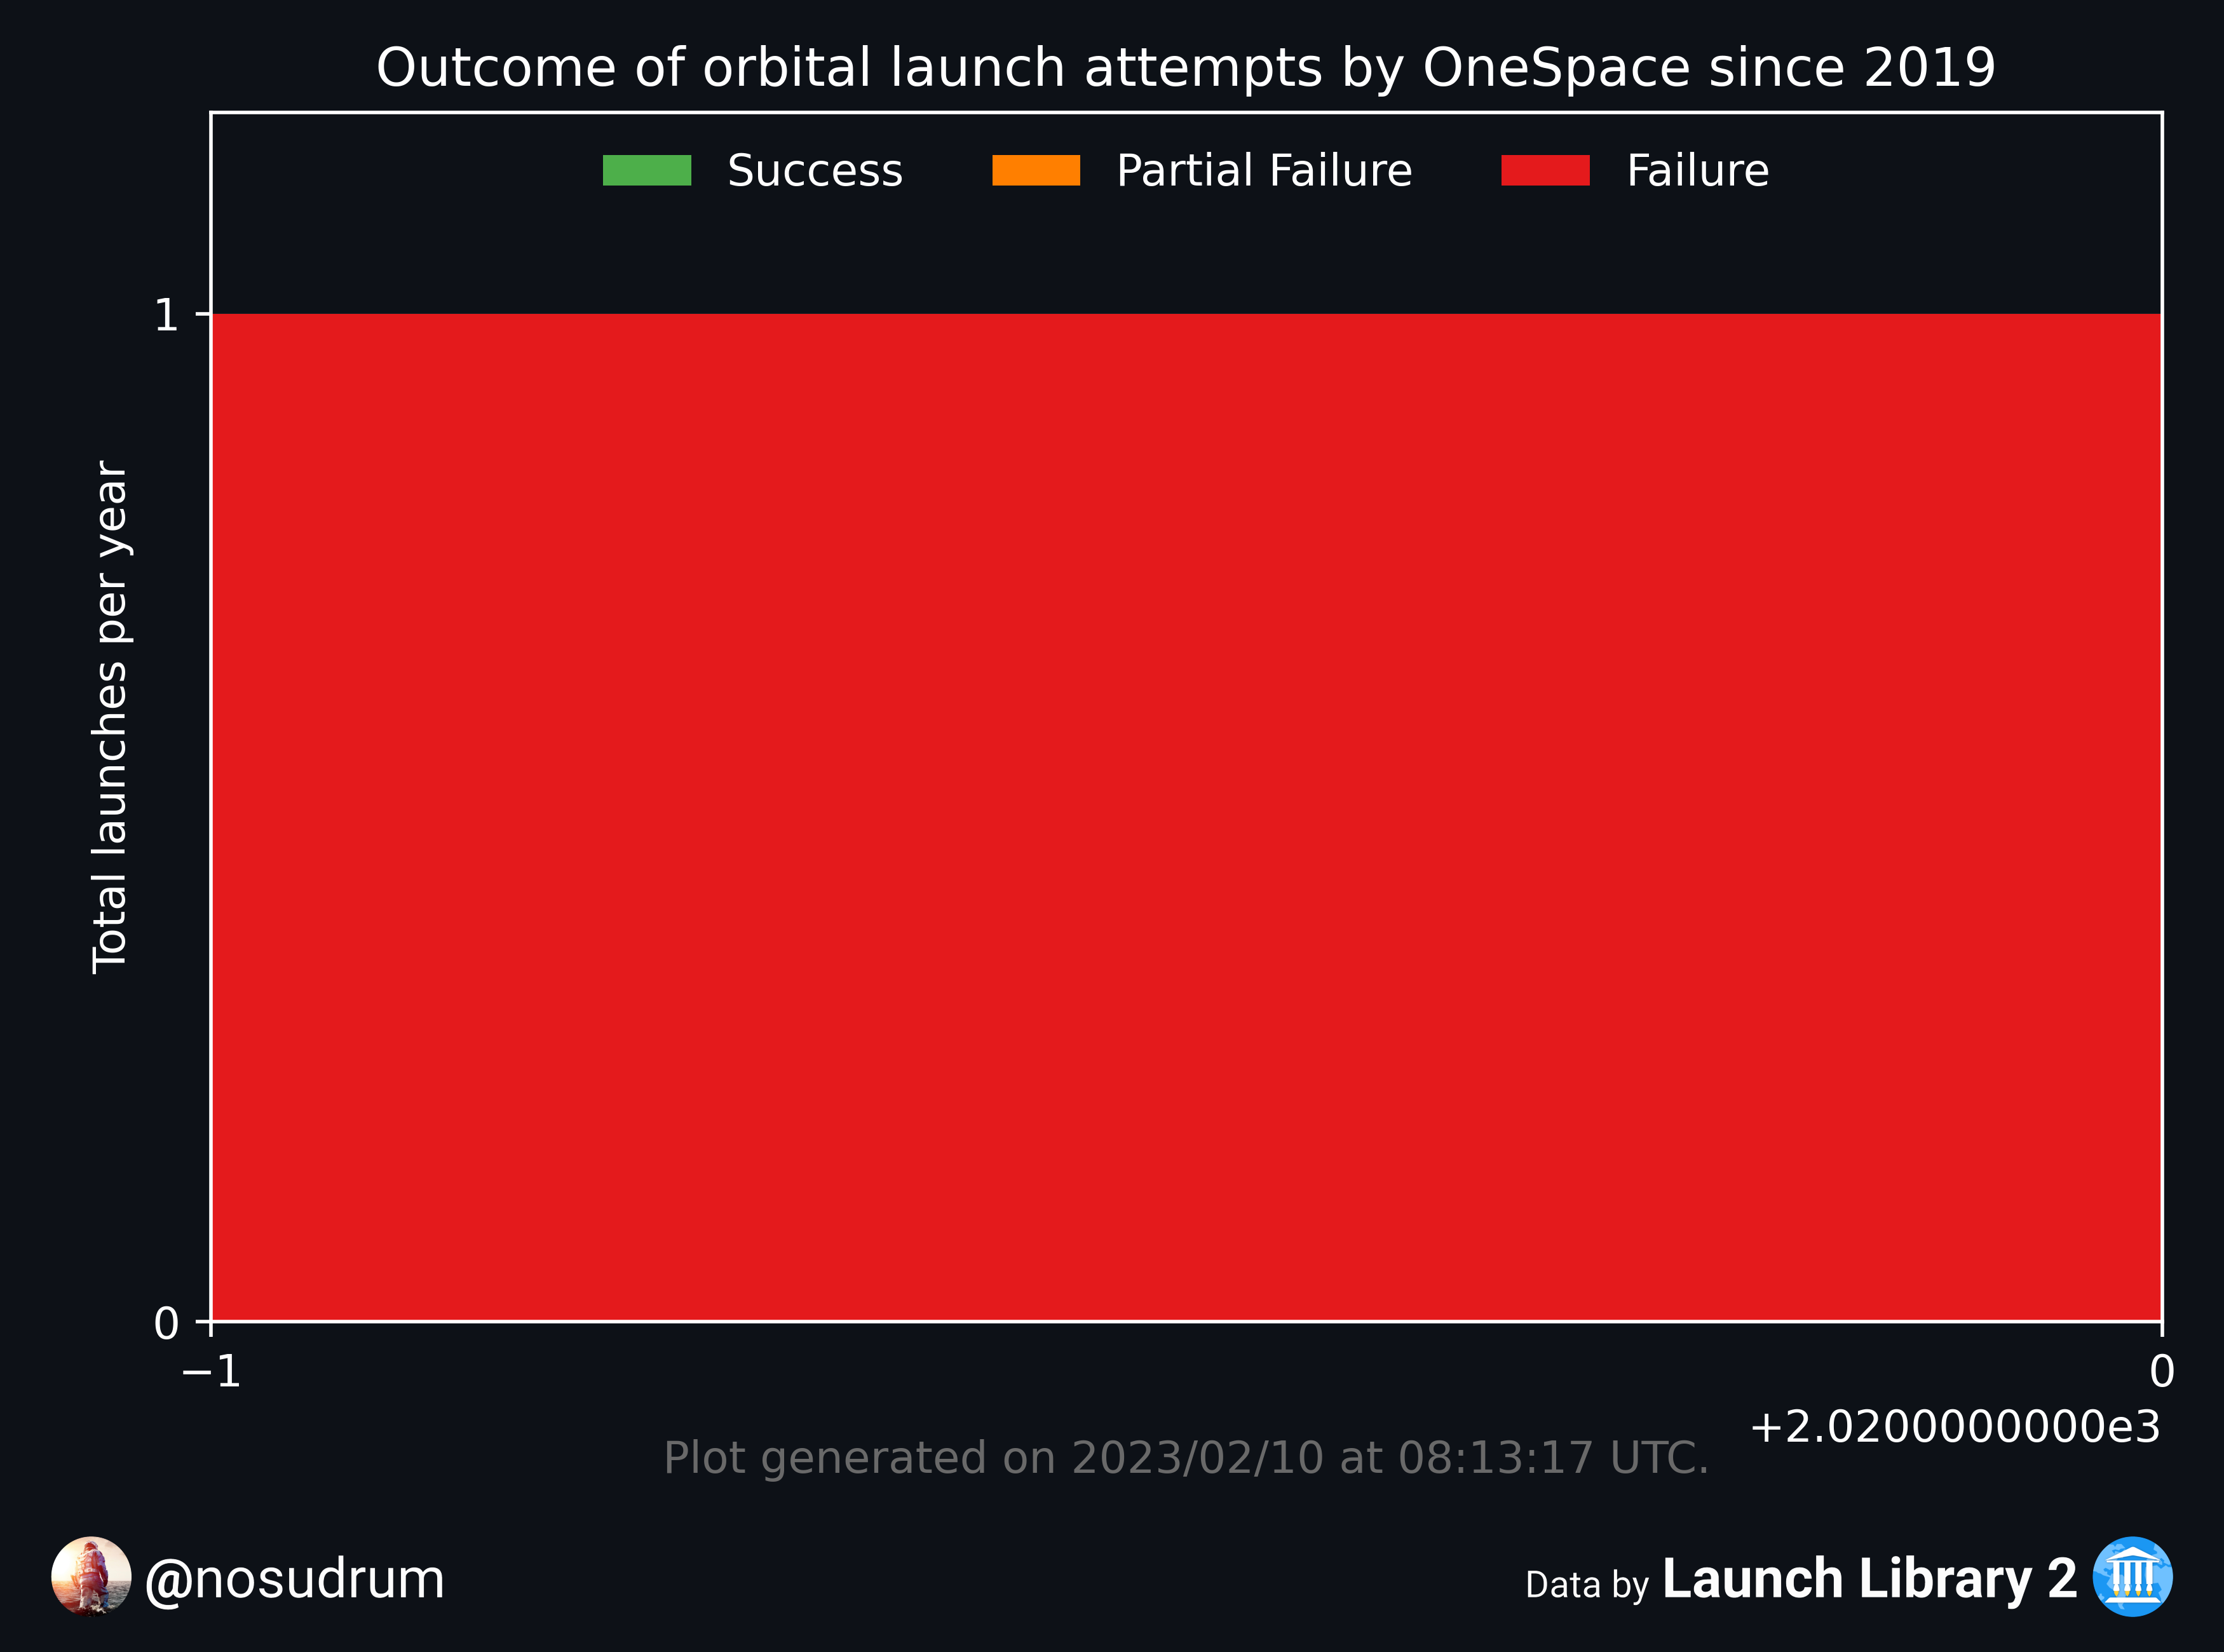 Outcome of orbital launch attempts by OneSpace since 2019
Success Partial Failure Failure
Total launches per year
1
0
−1 0
+2.0200000000e3
Plot generated on 2023/02/10 at 08:13:17 UTC.
@nosudrum
Data by Launch Library 2